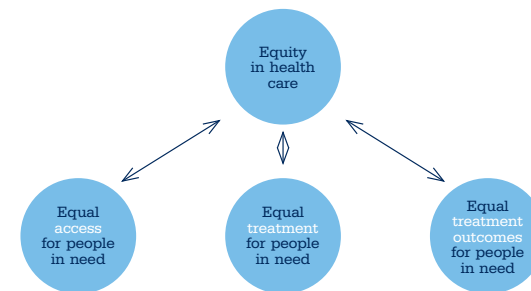 Equity
in health
care
Equal
access
for people
in need
Equal
treatment
for people
in need
Equal
treatment
outcomes
for people
in need